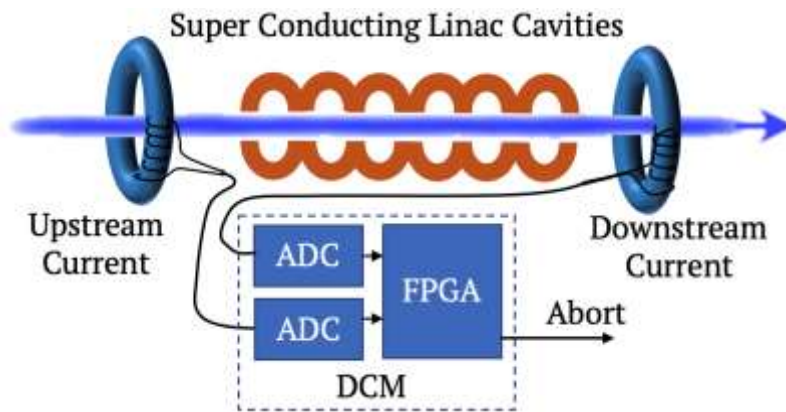 Super Conducting Linac Cavities
Upstream
Current
Downstream
Current
ADC
ADC
FPGA
Abort
DCM